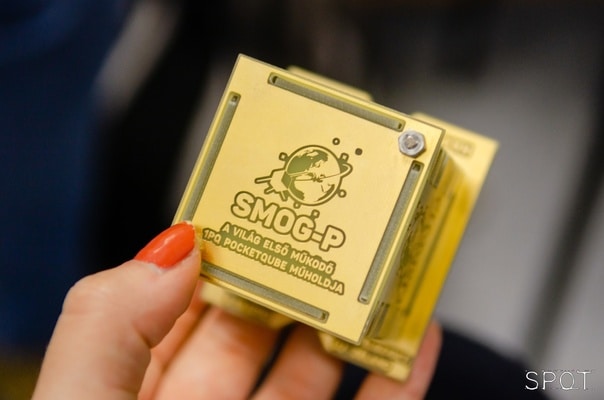 SMOG-P
A VILÁG ELSŐ MŰKÖDŐ
1PQ POCKETQUBE MŰHOLDJA
SPOT